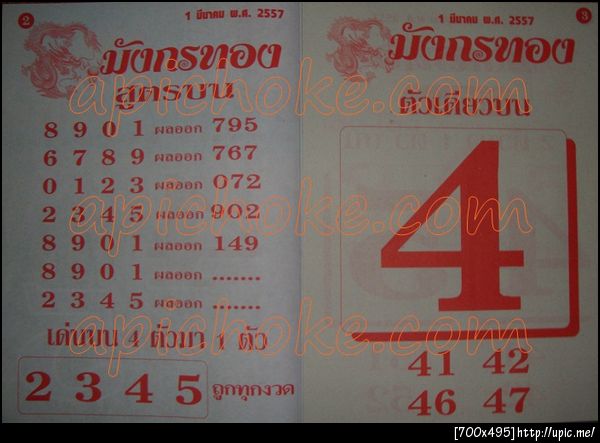 2
1 มีนาคม พ.ศ. 2557
มังกรทอง
สูตรบน
8 9 0 1 ผลออก 795
6 7 8 9 ผลออก 767
0 1 2 3 ผลออก 072
2 3 4 5 ผลออก 902
8 9 0 1 ผลออก 149
8 9 0 1 ผลออก .......
2 3 4 5 ผลออก .......
เด่นบน 4 ตัวมา 1 ตัว
2 3 4 5 ถูกทุกงวด
1 มีนาคม พ.ศ. 2557
3
มังกรทอง
ตัวเดียวบน
4
41 42
46 47
apichoke.com
apichoke.com
apichoke.com
[700x495]http://upic.me/